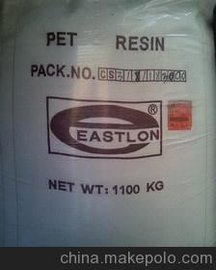 PET RESIN
PACK.NO.
e
EASTLON
NET WT: 1100 KG
china.makepolo.com